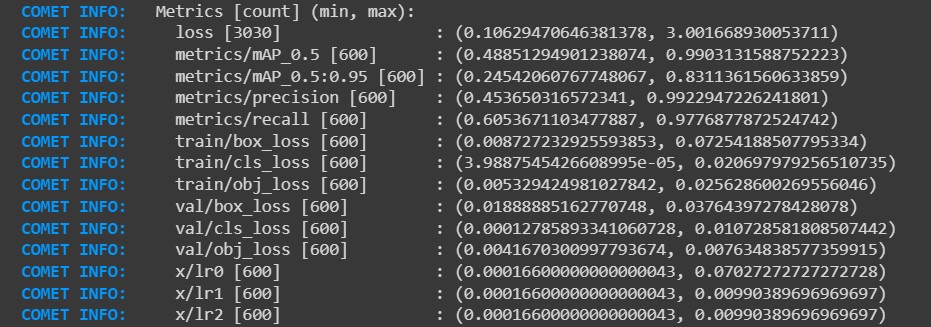 COMET INFO: Metrics [count] (min, max):
COMET INFO: loss [3030] : (0.10629470646381378, 3.001668930053711)
COMET INFO: metrics/mAP_0.5 [600] : (0.48851294901238074, 0.9903131588752223)
COMET INFO: metrics/mAP_0.5:0.95 [600] : (0.24542060767748067, 0.8311361560633859)
COMET INFO: metrics/precision [600] : (0.453650316572341, 0.9922947226241801)
COMET INFO: metrics/recall [600] : (0.6053671103477887, 0.9776877872524742)
COMET INFO: train/box_loss [600] : (0.008727232925593853, 0.07254188507795334)
COMET INFO: train/cls_loss [600] : (3.9887545426608995e-05, 0.020697979256510735)
COMET INFO: train/obj_loss [600] : (0.005329424981027842, 0.025628600269556046)
COMET INFO: val/box_loss [600] : (0.01888885162770748, 0.03764397278428078)
COMET INFO: val/cls_loss [600] : (0.00012785893341060728, 0.010728581808507442)
COMET INFO: val/obj_loss [600] : (0.0041670300997793674, 0.007634838577359915)
COMET INFO: x/lr0 [600] : (0.00016600000000000043, 0.07027272727272728)
COMET INFO: x/lr1 [600] : (0.00016600000000000043, 0.00990389696969697)
COMET INFO: x/lr2 [600] : (0.00016600000000000043, 0.00990389696969697)